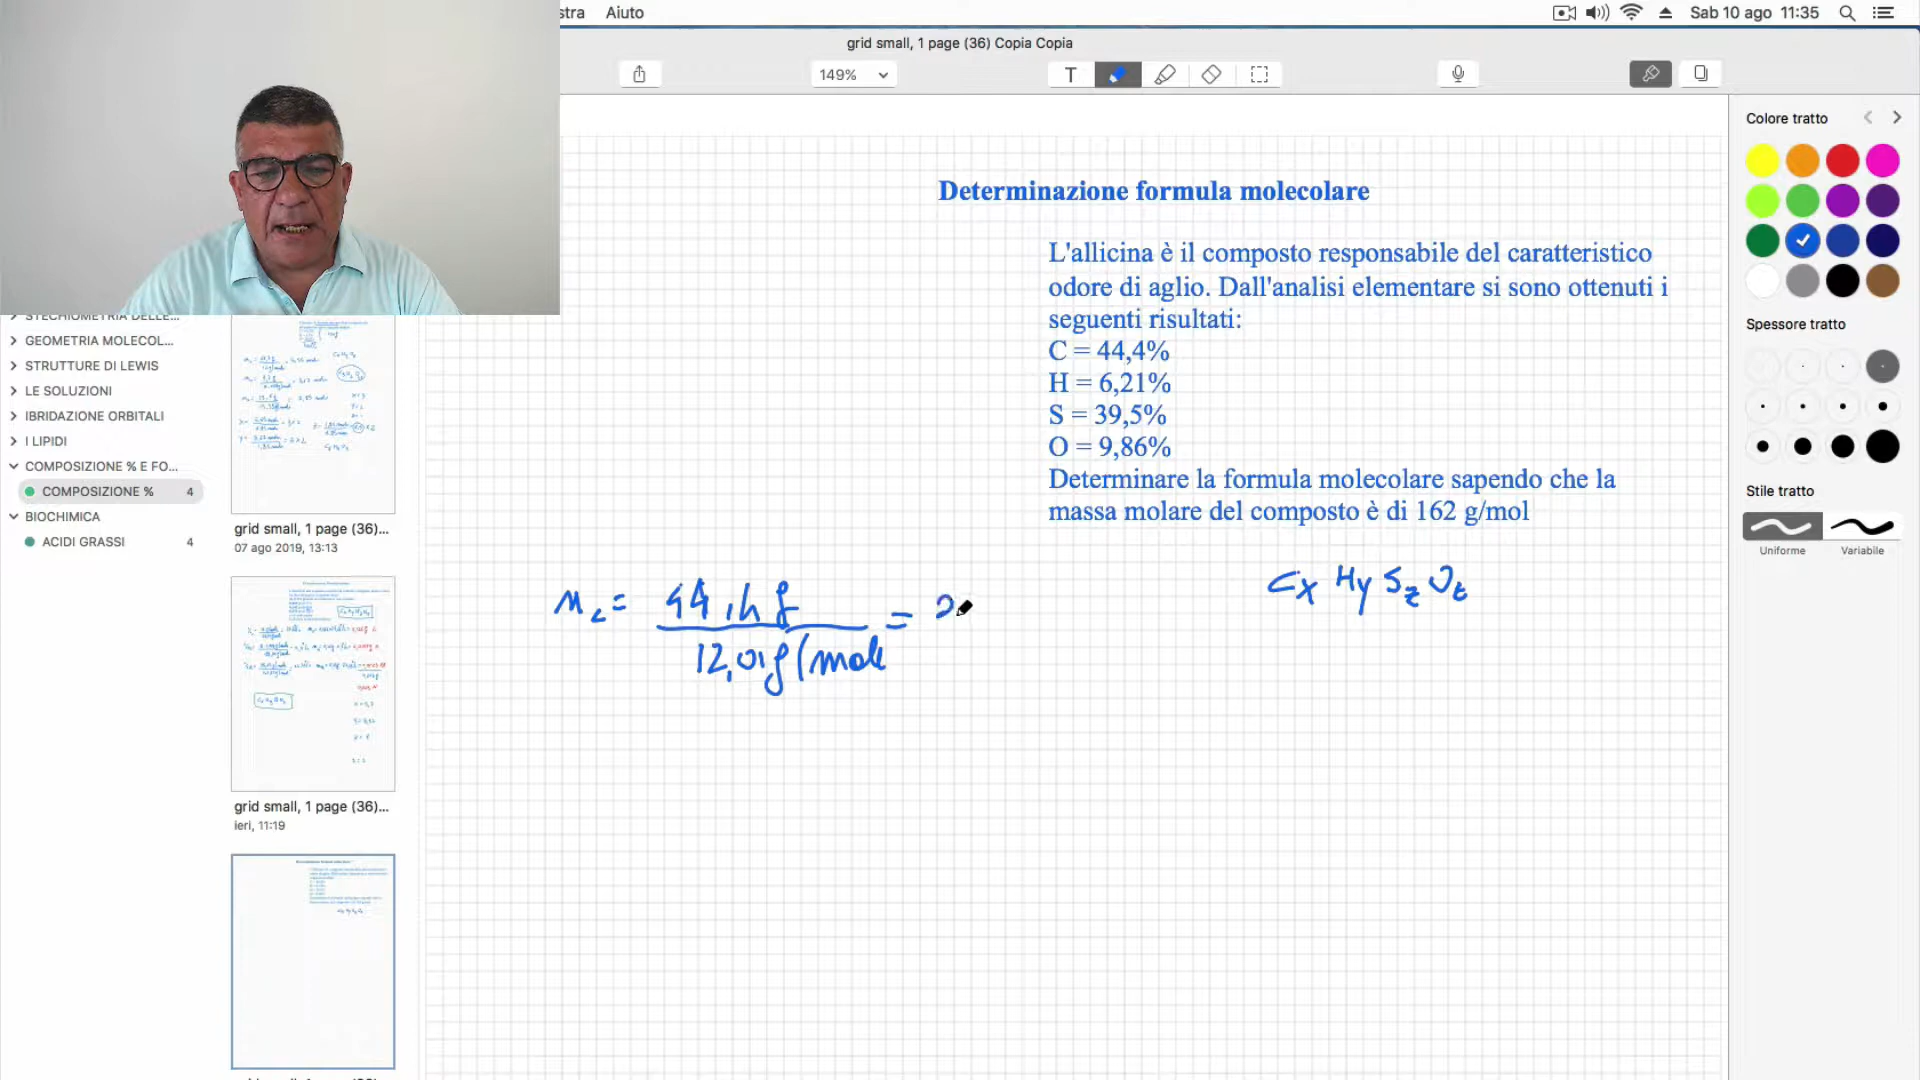 stra Aiuto
Sab 10 ago 11:35
grid small, 1 page (36) Copia Copia
149%
T
STECHIOMETRIA DELLE...
GEOMETRIA MOLECOL...
STRUTTURE DI LEWIS
LE SOLUZIONI
IBRIDAZIONE ORBITALI
I LIPIDI
COMPOSIZIONE % E FO...
COMPOSIZIONE % 4
BIOCHIMICA
ACIDI GRASSI 4
grid small, 1 page (36)...
07 ago 2019, 13:13
grid small, 1 page (36)...
ieri, 11:19
Determinazione formula molecolare
L'allicina è il composto responsabile del caratteristico
odore di aglio. Dall'analisi elementare si sono ottenuti i
seguenti risultati:
C = 44,4%
H = 6,21%
S = 39,5%
O = 9,86%
Determinare la formula molecolare sapendo che la
massa molare del composto è di 162 g/mol
Cx Hy Sz Ot
nc = 44,4 g =
12,01 g/mole
Colore tratto
Spessore tratto
Stile tratto
Uniforme Variabile